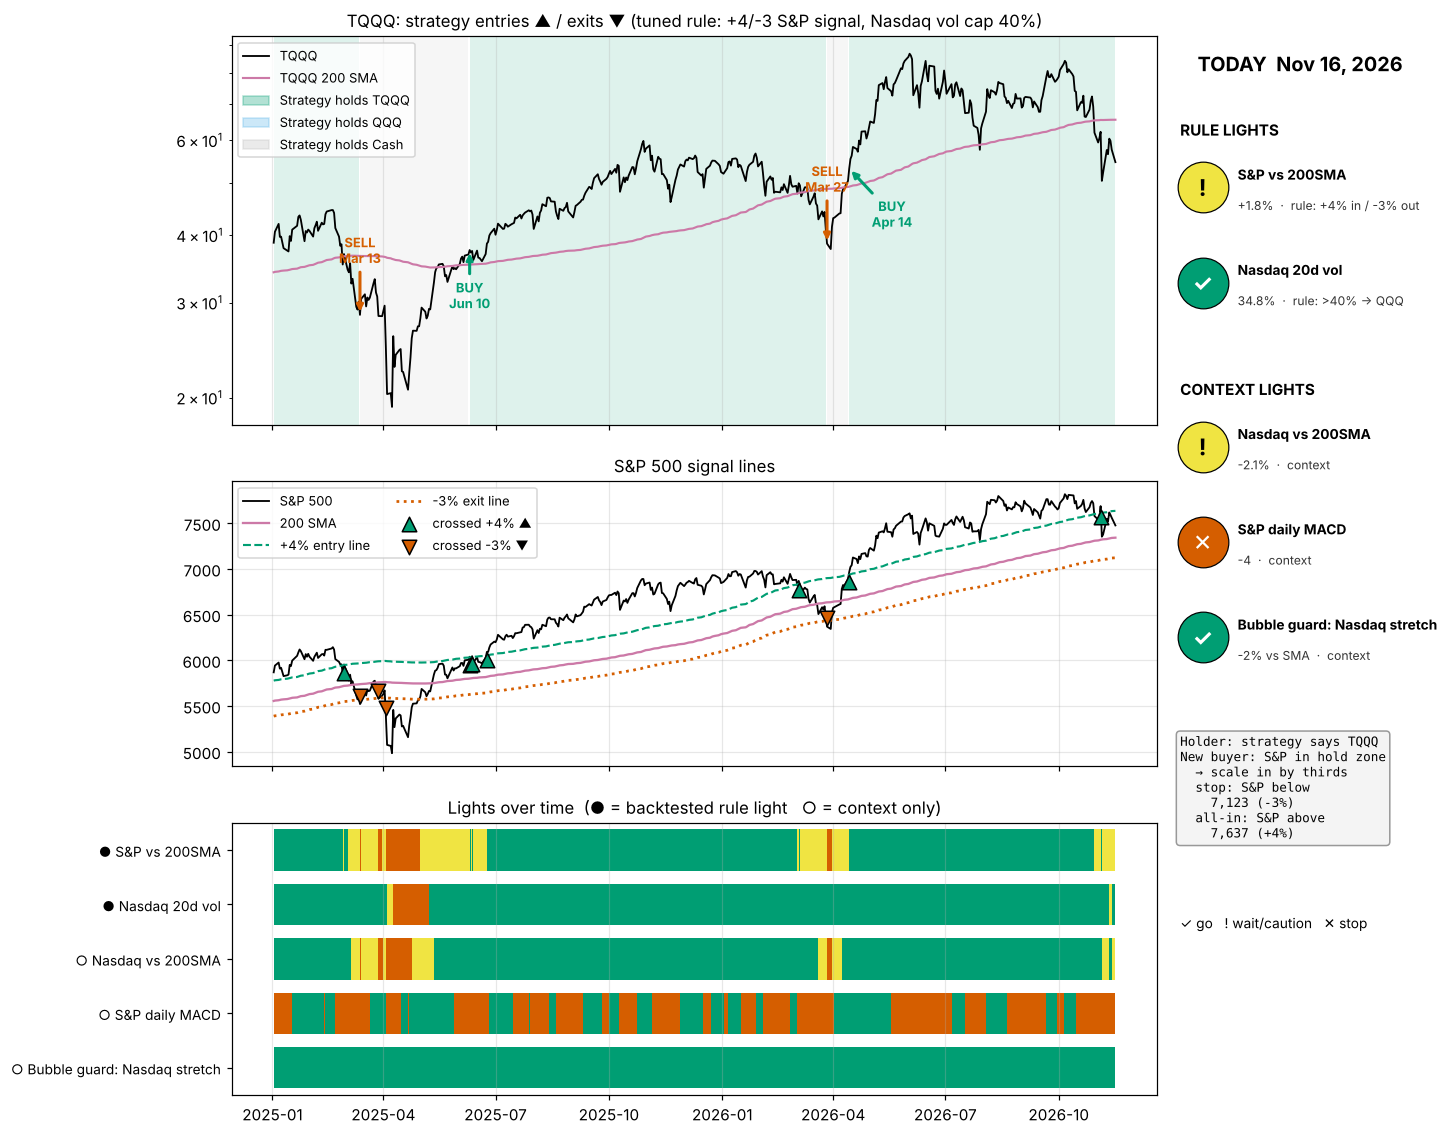 TQQQ: strategy entries ▲ / exits ▼ (tuned rule: +4/-3 S&P signal, Nasdaq vol cap 40%)
TQQQ
TQQQ 200 SMA
Strategy holds TQQQ
Strategy holds QQQ
Strategy holds Cash
6 × 10¹
4 × 10¹
3 × 10¹
2 × 10¹
SELL
Mar 13
BUY
Jun 10
SELL
Mar 27
BUY
Apr 14
S&P 500 signal lines
S&P 500
200 SMA
+4% entry line
-3% exit line
crossed +4% ▲
crossed -3% ▼
7500
7000
6500
6000
5500
5000
Lights over time (● = backtested rule light ○ = context only)
● S&P vs 200SMA
● Nasdaq 20d vol
○ Nasdaq vs 200SMA
○ S&P daily MACD
○ Bubble guard: Nasdaq stretch
2025-01 2025-04 2025-07 2025-10 2026-01 2026-04 2026-07 2026-10
TODAY Nov 16, 2026
RULE LIGHTS
!
S&P vs 200SMA
+1.8% · rule: +4% in / -3% out
✓
Nasdaq 20d vol
34.8% · rule: >40% → QQQ
CONTEXT LIGHTS
!
Nasdaq vs 200SMA
-2.1% · context
✕
S&P daily MACD
-4 · context
✓
Bubble guard: Nasdaq stretch
-2% vs SMA · context
Holder: strategy says TQQQ
New buyer: S&P in hold zone
→ scale in by thirds
stop: S&P below
7,123 (-3%)
all-in: S&P above
7,637 (+4%)
✓ go ! wait/caution ✕ stop